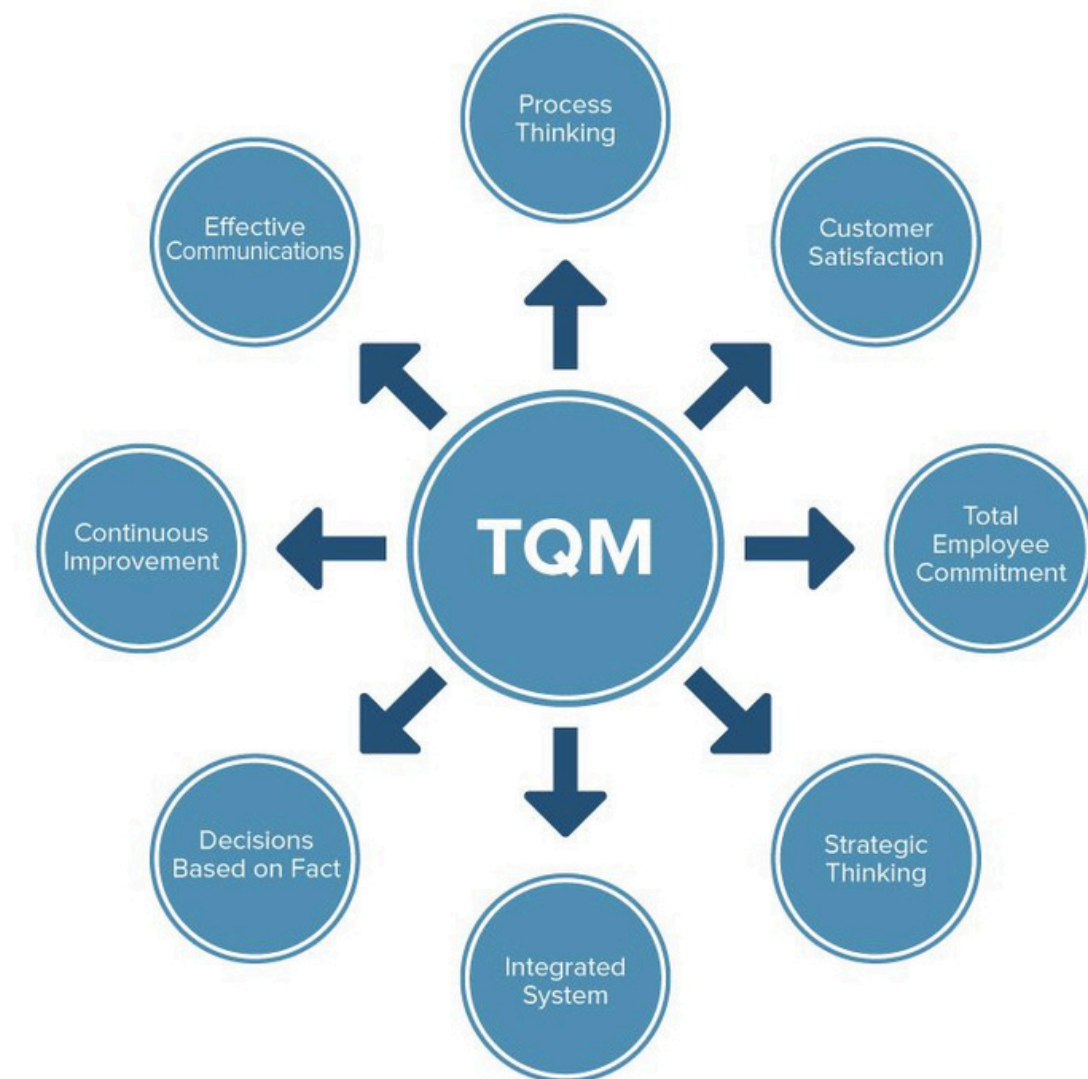 Process
Thinking
Customer
Satisfaction
Total
Employee
Commitment
Strategic
Thinking
Integrated
System
Decisions
Based on Fact
Continuous
Improvement
Effective
Communications
TQM